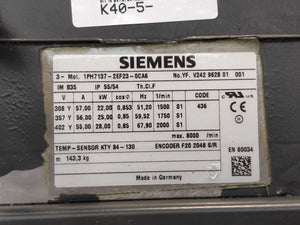 K40-5-
SIEMENS
3~Mot. 1PH7137-2EF23-0CA6 No.YF. V242 9628 01 001
IM B35 IP 55/54 Th.Cl.F
V A kW cosφ Hz 1/min CODE
308 Y 57,00 22,00 0,853 51,20 1500 S1 436
357 Y 56,00 25,00 0,85 59,52 1750 S1
402 Y 55,00 28,00 0,85 67,90 2000 S1
max. 8000 /min
TEMP-SENSOR KTY 84-130 ENCODER F20 2048 S/R
EN 60034
m 143,3 kg
Made in Germany